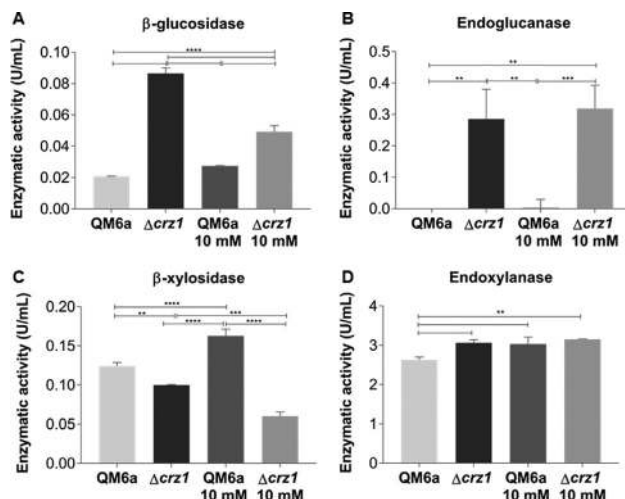 A
β-glucosidase
Enzymatic activity (U/mL)
0.10
0.08
0.06
0.04
0.02
0.00
****
QM6a
Δcrz1
QM6a
10 mM
Δcrz1
10 mM
B
Endoglucanase
Enzymatic activity (U/mL)
0.5
0.4
0.3
0.2
0.1
0.0
**
**
**
***
QM6a
Δcrz1
QM6a
10 mM
Δcrz1
10 mM
C
β-xylosidase
Enzymatic activity (U/mL)
0.20
0.15
0.10
0.05
0.00
****
**
***
****
****
QM6a
Δcrz1
QM6a
10 mM
Δcrz1
10 mM
D
Endoxylanase
Enzymatic activity (U/mL)
4
3
2
1
0
**
QM6a
Δcrz1
QM6a
10 mM
Δcrz1
10 mM